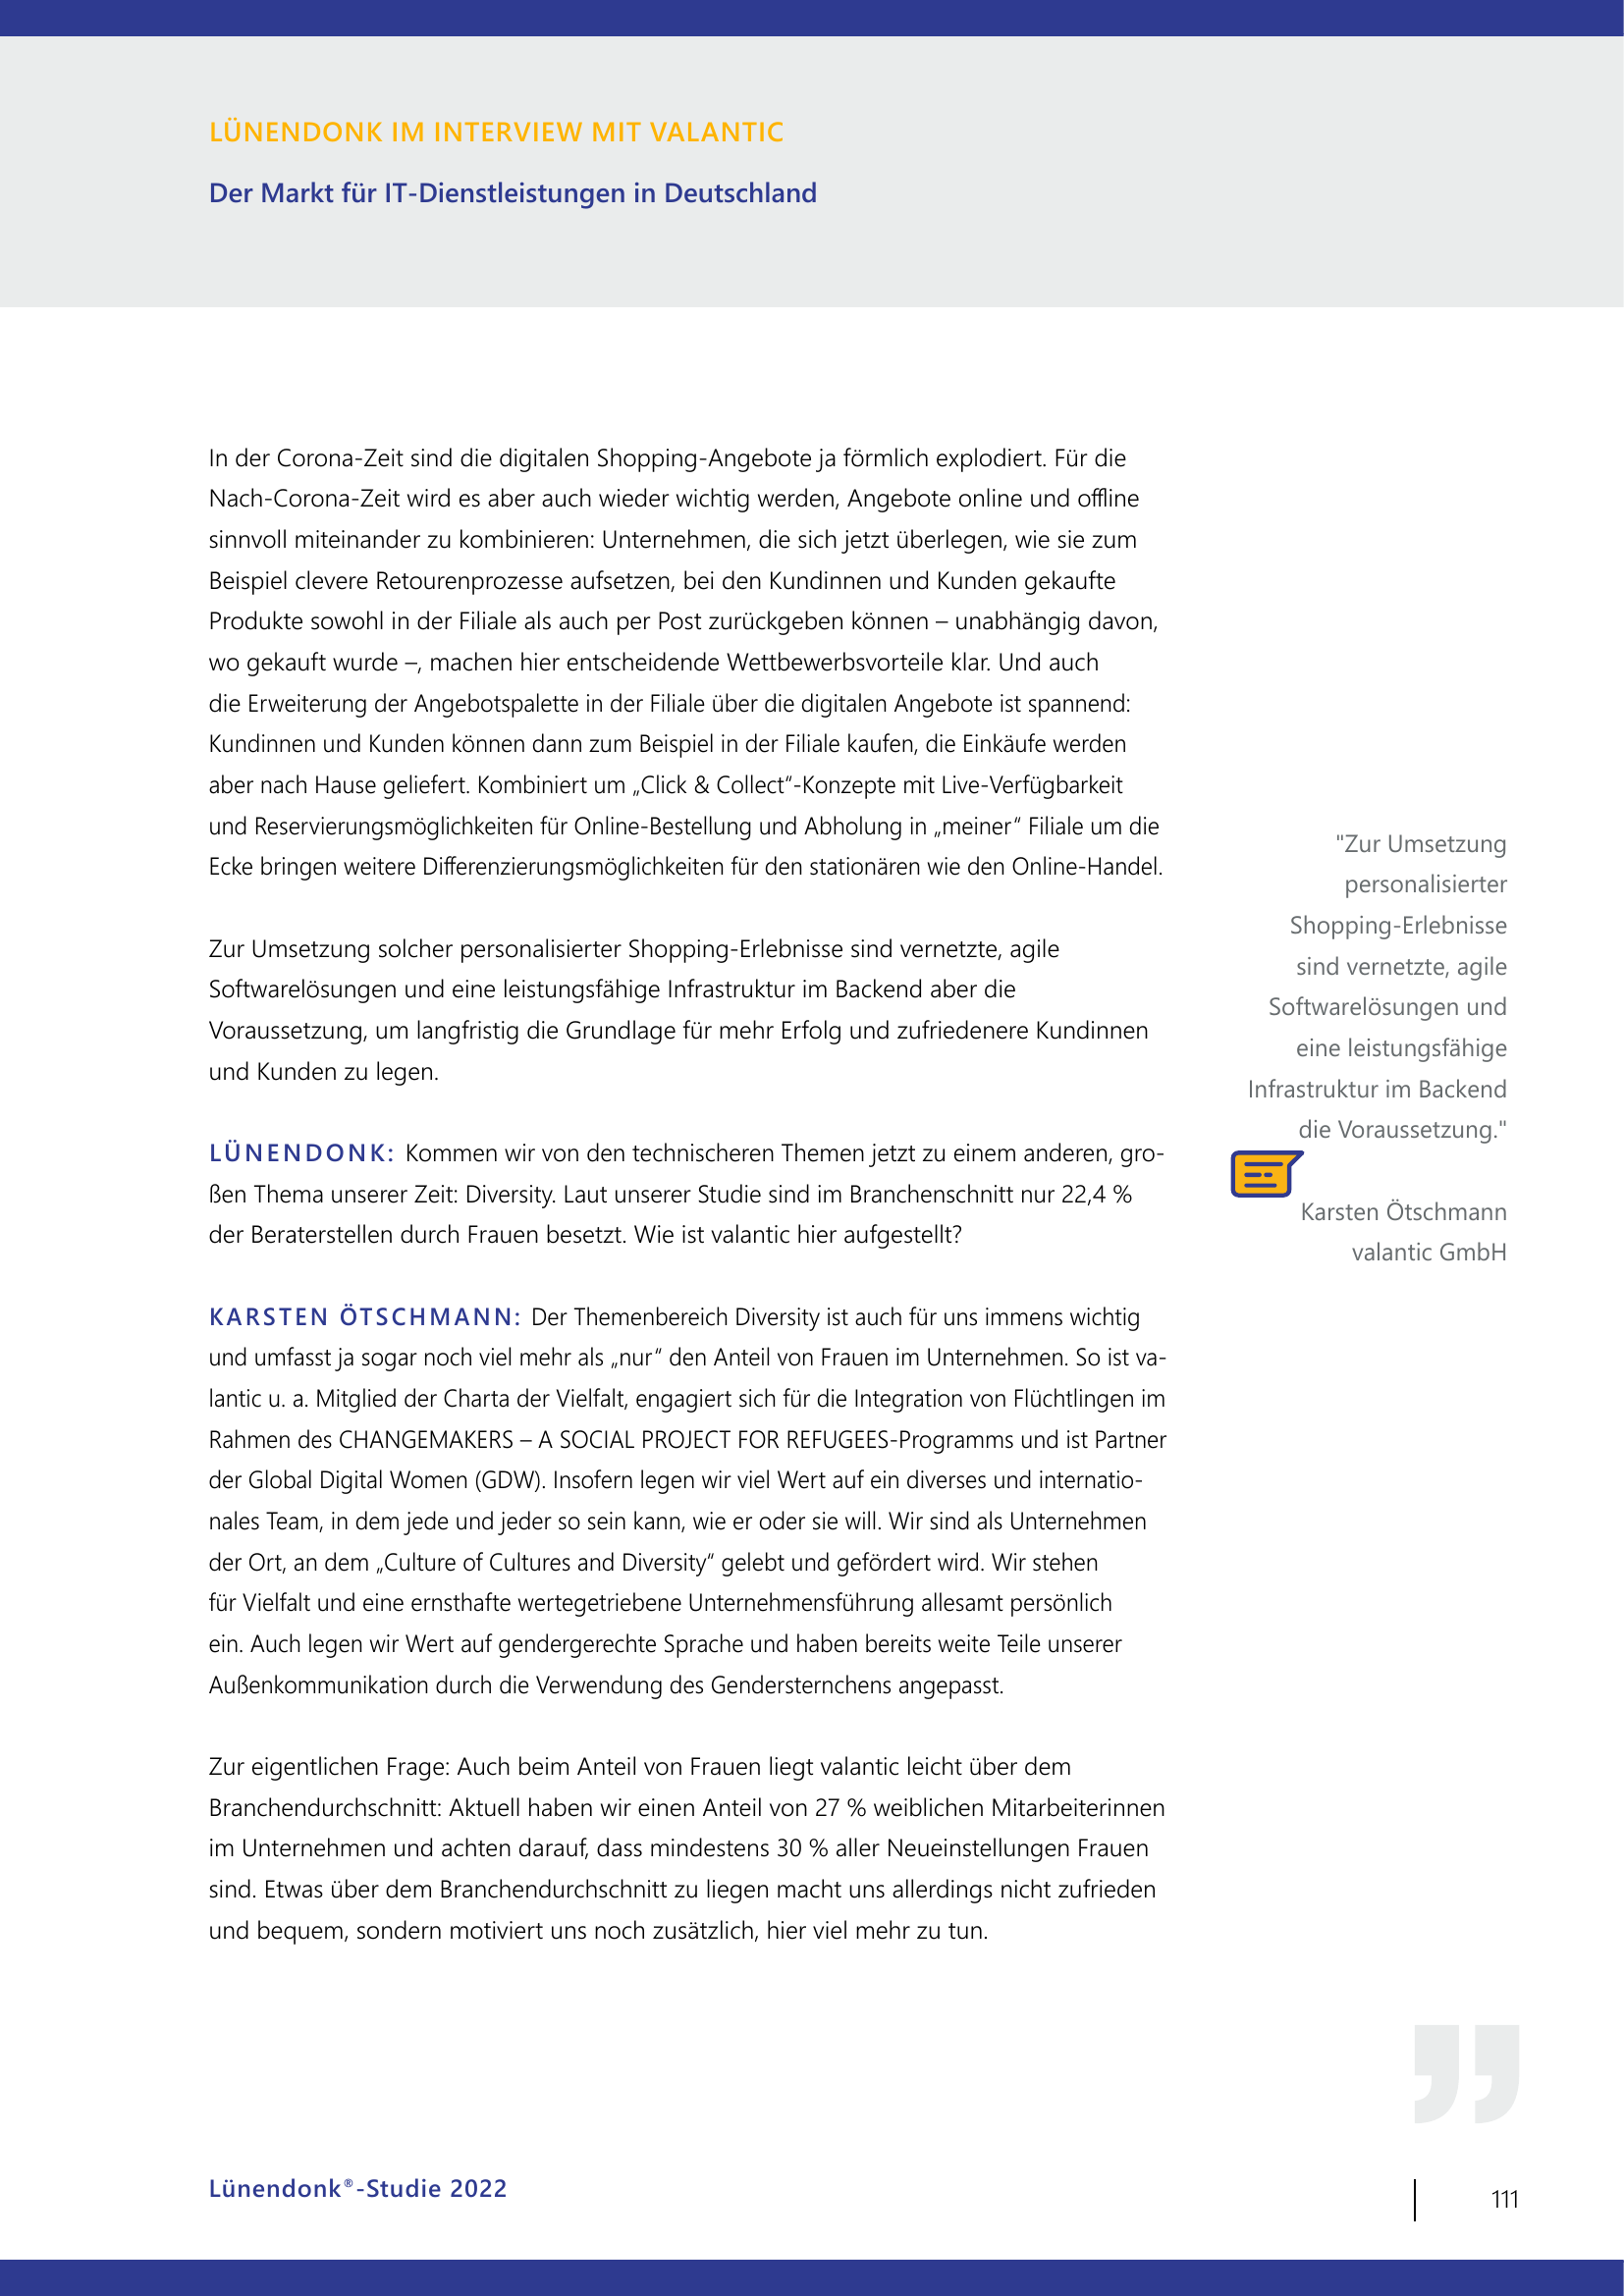 LÜNENDONK IM INTERVIEW MIT VALANTIC
Der Markt für IT-Dienstleistungen in Deutschland
In der Corona-Zeit sind die digitalen Shopping-Angebote ja förmlich explodiert. Für die
Nach-Corona-Zeit wird es aber auch wieder wichtig werden, Angebote online und offline
sinnvoll miteinander zu kombinieren: Unternehmen, die sich jetzt überlegen, wie sie zum
Beispiel clevere Retourenprozesse aufsetzen, bei den Kundinnen und Kunden gekaufte
Produkte sowohl in der Filiale als auch per Post zurückgeben können – unabhängig davon,
wo gekauft wurde –, machen hier entscheidende Wettbewerbsvorteile klar. Und auch
die Erweiterung der Angebotspalette in der Filiale über die digitalen Angebote ist spannend:
Kundinnen und Kunden können dann zum Beispiel in der Filiale kaufen, die Einkäufe werden
aber nach Hause geliefert. Kombiniert um „Click & Collect“-Konzepte mit Live-Verfügbarkeit
und Reservierungsmöglichkeiten für Online-Bestellung und Abholung in „meiner“ Filiale um die
Ecke bringen weitere Differenzierungsmöglichkeiten für den stationären wie den Online-Handel.
Zur Umsetzung solcher personalisierter Shopping-Erlebnisse sind vernetzte, agile
Softwarelösungen und eine leistungsfähige Infrastruktur im Backend aber die
Voraussetzung, um langfristig die Grundlage für mehr Erfolg und zufriedenere Kundinnen
und Kunden zu legen.
LÜNENDONK: Kommen wir von den technischeren Themen jetzt zu einem anderen, gro-
ßen Thema unserer Zeit: Diversity. Laut unserer Studie sind im Branchenschnitt nur 22,4 %
der Beraterstellen durch Frauen besetzt. Wie ist valantic hier aufgestellt?
KARSTEN ÖTSCHMANN: Der Themenbereich Diversity ist auch für uns immens wichtig
und umfasst ja sogar noch viel mehr als „nur“ den Anteil von Frauen im Unternehmen. So ist va-
lantic u. a. Mitglied der Charta der Vielfalt, engagiert sich für die Integration von Flüchtlingen im
Rahmen des CHANGEMAKERS – A SOCIAL PROJECT FOR REFUGEES-Programms und ist Partner
der Global Digital Women (GDW). Insofern legen wir viel Wert auf ein diverses und internatio-
nales Team, in dem jede und jeder so sein kann, wie er oder sie will. Wir sind als Unternehmen
der Ort, an dem „Culture of Cultures and Diversity“ gelebt und gefördert wird. Wir stehen
für Vielfalt und eine ernsthafte wertegetriebene Unternehmensführung allesamt persönlich
ein. Auch legen wir Wert auf gendergerechte Sprache und haben bereits weite Teile unserer
Außenkommunikation durch die Verwendung des Gendersternchens angepasst.
Zur eigentlichen Frage: Auch beim Anteil von Frauen liegt valantic leicht über dem
Branchendurchschnitt: Aktuell haben wir einen Anteil von 27 % weiblichen Mitarbeiterinnen
im Unternehmen und achten darauf, dass mindestens 30 % aller Neueinstellungen Frauen
sind. Etwas über dem Branchendurchschnitt zu liegen macht uns allerdings nicht zufrieden
und bequem, sondern motiviert uns noch zusätzlich, hier viel mehr zu tun.
"Zur Umsetzung
personalisierter
Shopping-Erlebnisse
sind vernetzte, agile
Softwarelösungen und
eine leistungsfähige
Infrastruktur im Backend
die Voraussetzung."
Karsten Ötschmann
valantic GmbH
”
Lünendonk®-Studie 2022
111